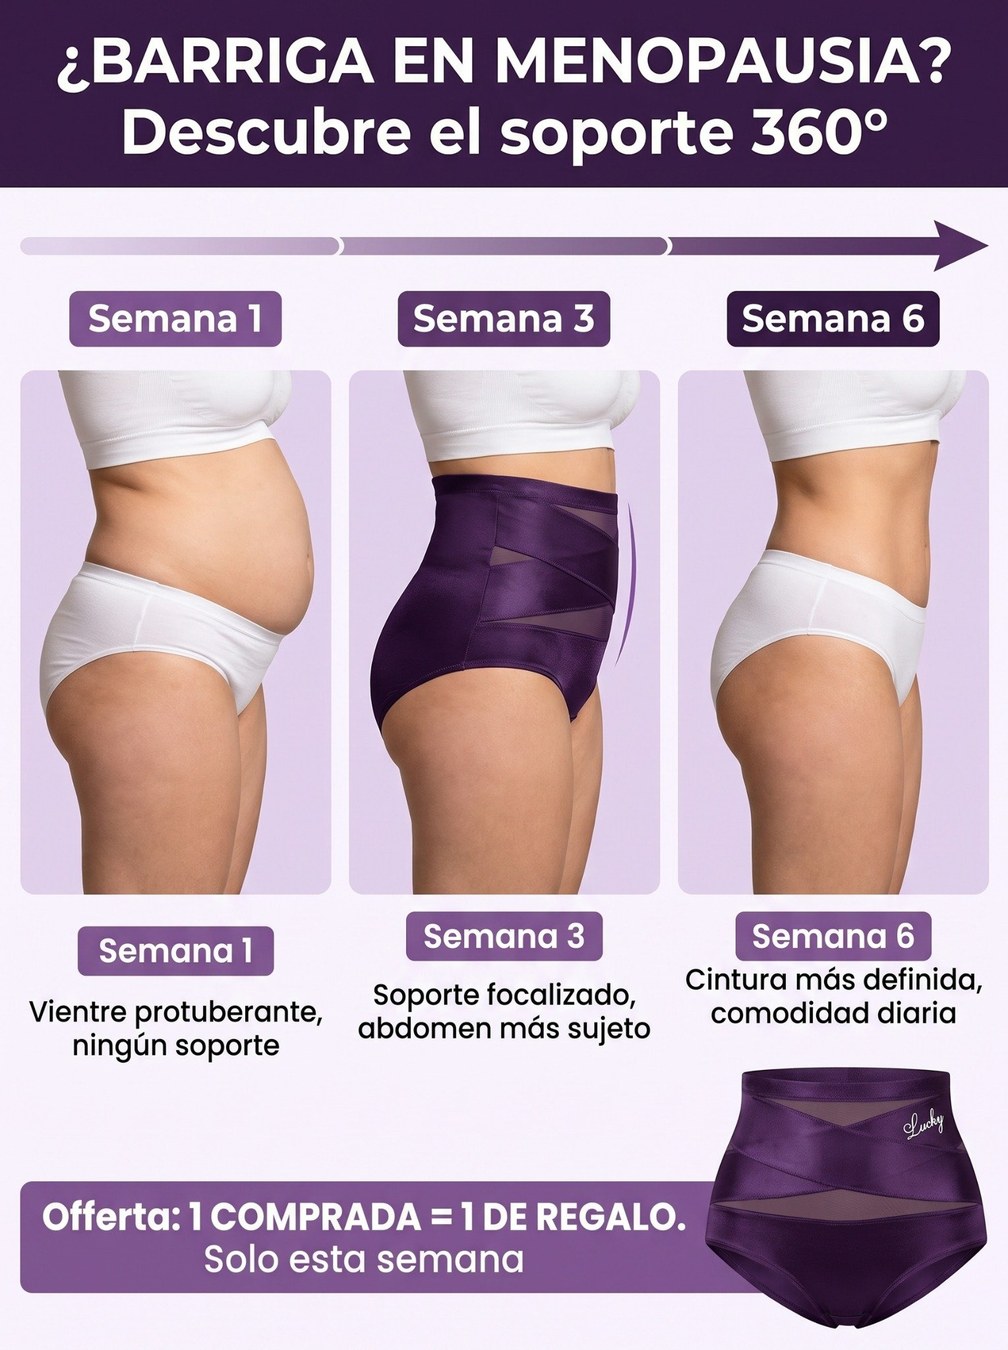 ¿BARRIGA EN MENOPAUSIA?
Descubre el soporte 360°
Semana 1
Semana 3
Semana 6
Semana 1
Vientre protuberante,
ningún soporte
Semana 3
Soporte focalizado,
abdomen más sujeto
Semana 6
Cintura más definida,
comodidad diaria
Lucky
Oferta: 1 COMPRADA = 1 DE REGALO.
Solo esta semana